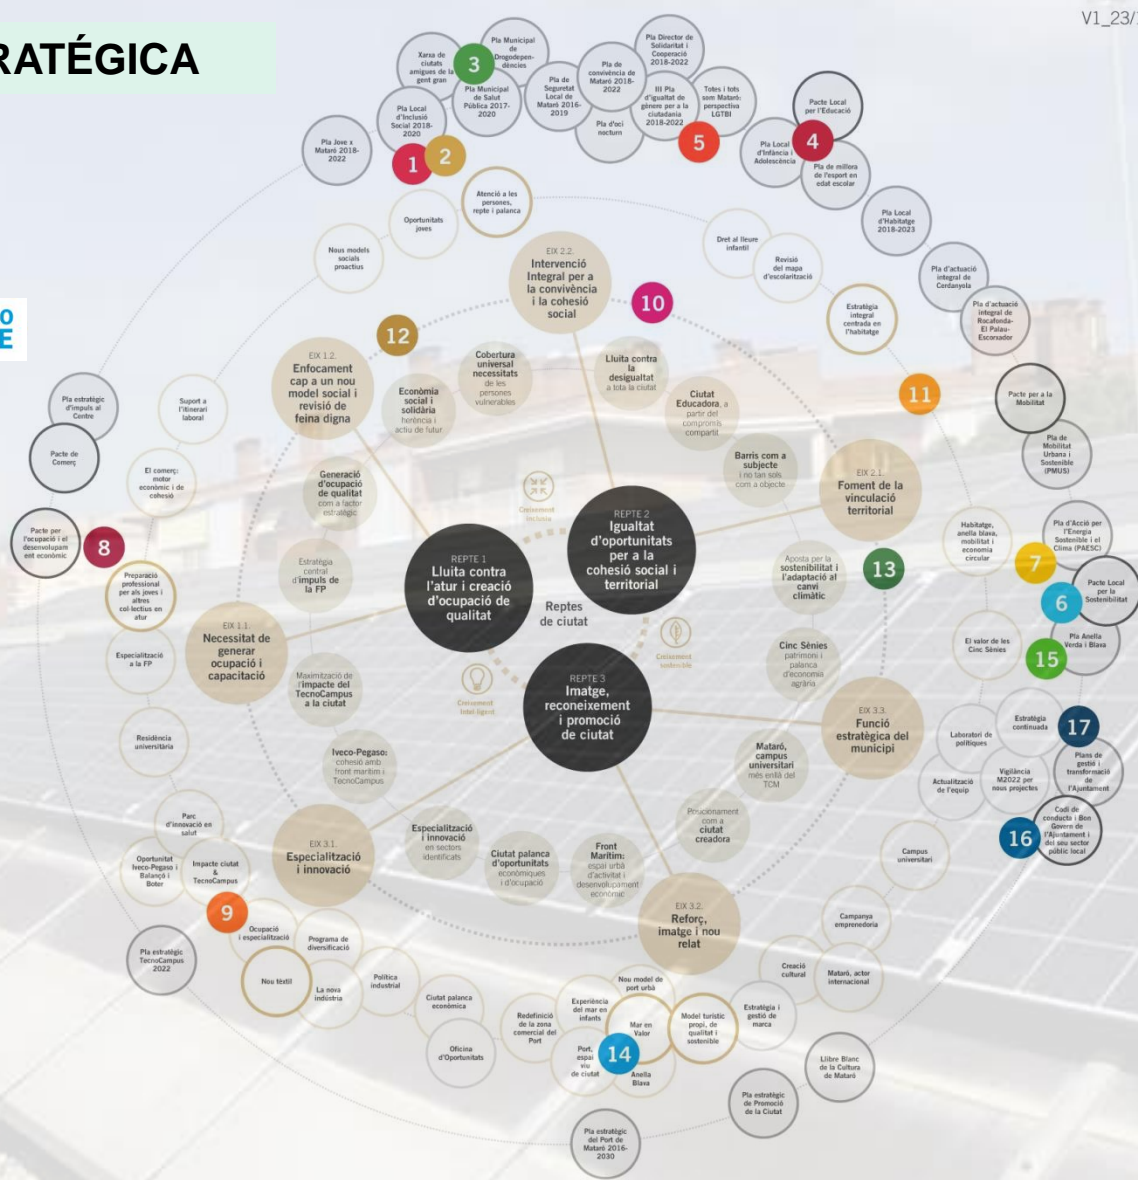 V1_23/
RATÉGICA
Xarxa de
ciutats
amigues de la
gent gran
3
Pla Municipal
de
Drogodepen-
dències
Pla Municipal
de Salut
Pública 2017-
2020
Pla de
Seguretat
Local de
Mataró 2016-
2019
Pla de
convivència de
Mataró 2018-
2022
Pla d'oci
nocturn
Pla Director de
Solidaritat i
Cooperació
2018-2022
III Pla
d'igualtat de
gènere per a la
ciutadania
2018-2022
Totes i tots
som Mataró:
perspectiva
LGTBI
5
Pacte Local
per l'Educació
4
Pla Local
d'Infància i
Adolescència
Pla de millora
de l'esport en
edat escolar
Pla Jove x
Mataró 2018-
2022
Pla Local
d'Inclusió
Social 2018-
2020
1
2
Pla Local
d'Habitatge
2018-2023
Pla d'actuació
integral de
Cerdanyola
Pla d'actuació
integral de
Rocafonda-
El Palau-
Escorxador
Pacte per a la
Mobilitat
Pla de
Mobilitat
Urbana i
Sostenible
(PMUS)
Nous models
socials
proactius
Oportunitats
joves
Atenció a les
persones,
repte i palanca
Dret al lleure
infantil
Revisió
del mapa
d'escolarització
Estratègia
integral
centrada en
l'habitatge
11
EIX 2.2.
Intervenció
Integral per a
la convivència
i la cohesió
social
10
12
EIX 1.2.
Enfocament
cap a un nou
model social i
revisió de
feina digna
O
E
Pla estratègic
d'impuls al
Centre
Pacte de
Comerç
Pacte per
l'ocupació i el
desenvolupam
ent econòmic
8
Suport a
l'itinerari
laboral
El comerç:
motor
econòmic i de
cohesió
Preparació
professional
per als joves i
altres
col·lectius en
atur
Especialització
a la FP
Residència
universitària
Economia
social i
solidària
herència i
actiu de futur
Cobertura
universal
necessitats
de les
persones
vulnerables
Lluita contra
la
desigualtat
a tota la ciutat
Ciutat
Educadora, a
partir del
compromís
compartit
Barris com a
subjecte
i no tan sols
com a objecte
EIX 2.1.
Foment de la
vinculació
territorial
Generació
d'ocupació
de qualitat
com a factor
estratègic
Estratègia
central
d'impuls de
la FP
Creixement
inclusiu
REPTE 1
Lluita contra
l'atur i creació
d'ocupació de
qualitat
REPTE 2
Igualtat
d'oportunitats
per a la
cohesió social i
territorial
Reptes
de ciutat
REPTE 3
Imatge,
reconeixement
i promoció
de ciutat
Creixement
sostenible
Creixement
intel·ligent
Aposta per la
sostenibilitat i
l'adaptació al
canvi
climàtic
13
Habitatge,
anella blava,
mobilitat i
economia
circular
Pla d'Acció per
l'Energia
Sostenible i el
Clima (PAESC)
7
Pacte Local
per la
Sostenibilitat
6
Pla Anella
Verda i Blava
15
El valor de les
Cinc Sènies
Cinc Sènies
patrimoni i
palanca
d'economia
agrària
EIX 1.1.
Necessitat de
generar
ocupació i
capacitació
Maximització de
l'impacte del
TecnoCampus
a la ciutat
Iveco-Pegaso:
cohesió amb
front marítim i
TecnoCampus
EIX 3.3.
Funció
estratègica del
municipi
Laboratori de
polítiques
Estratègia
continuada
17
Actualització
de l'equip
Vigilància
M2022 per
nous projectes
Plans de
gestió i
transformació
de
l'Ajuntament
16
Codi de
conducta i Bon
Govern de
l'Ajuntament i
del seu sector
públic local
Mataró,
campus
universitari
més enllà del
TCM
Posicionament
com a
ciutat
creadora
Campus
universitari
Campanya
emprenedoria
Parc
d'innovació en
salut
Oportunitat
Iveco-Pegaso i
Balançó i
Boter
Impacte ciutat
&
TecnoCampus
9
EIX 3.1.
Especialització
i innovació
Especialització
i innovació
en sectors
identificats
Ciutat palanca
d'oportunitats
econòmiques
i d'ocupació
Front
Marítim:
espai urbà
d'activitat i
desenvolupament
econòmic
EIX 3.2.
Reforç,
imatge i nou
relat
Ocupació
i especialització
Programa de
diversificació
Pla estratègic
TecnoCampus
2022
Nou tèxtil
La nova
indústria
Política
industrial
Ciutat palanca
econòmica
Oficina
d'Oportunitats
Redefinició
de la zona
comercial del
Port
Experiència
del mar en
infants
Nou model de
port urbà
Mar en
Valor
Port,
espai
viu
de ciutat
14
Anella
Blava
Model turístic
propi, de
qualitat i
sostenible
Estratègia i
gestió de
marca
Creació
cultural
Mataró, actor
internacional
Llibre Blanc
de la Cultura
de Mataró
Pla estratègic
de Promoció
de la Ciutat
Pla estratègic
del Port de
Mataró 2016-
2030